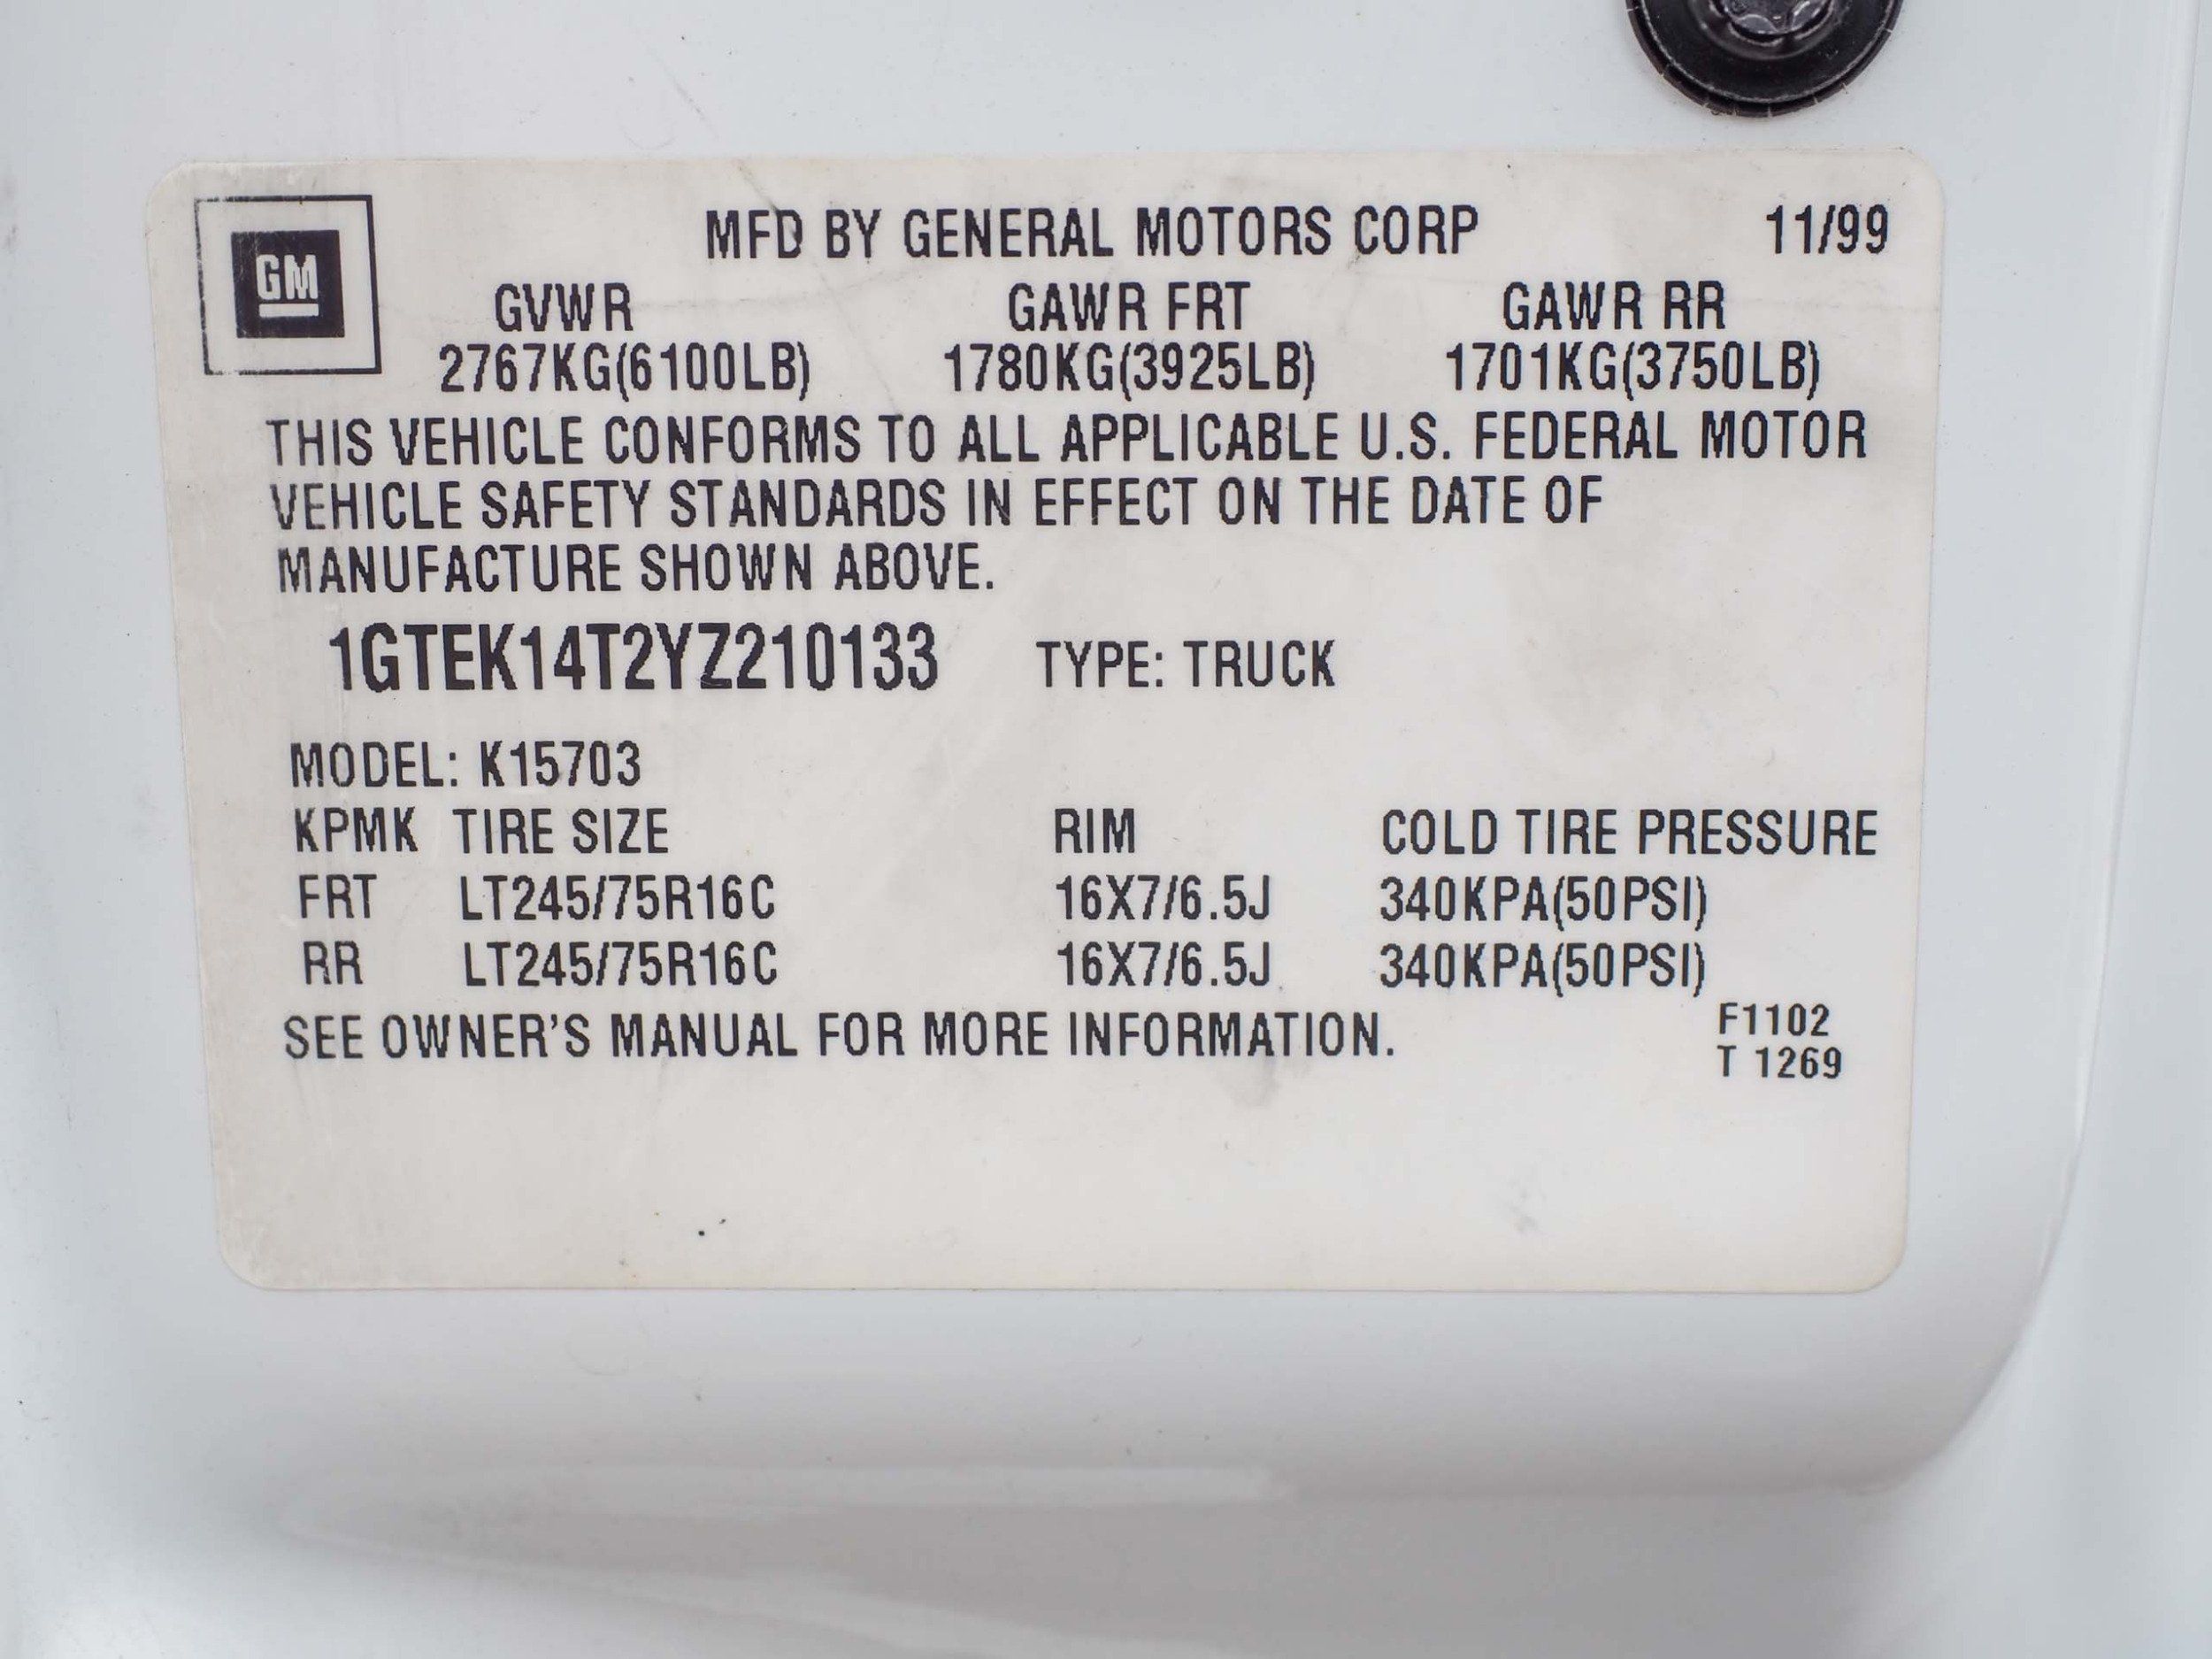 GM
MFD BY GENERAL MOTORS CORP 11/99
GVWR GAWR FRT GAWR RR
2767KG(6100LB) 1780KG(3925LB) 1701KG(3750LB)
THIS VEHICLE CONFORMS TO ALL APPLICABLE U.S. FEDERAL MOTOR
VEHICLE SAFETY STANDARDS IN EFFECT ON THE DATE OF
MANUFACTURE SHOWN ABOVE.
1GTEK14T2YZ210133 TYPE: TRUCK
MODEL: K15703
KPMK TIRE SIZE RIM COLD TIRE PRESSURE
FRT LT245/75R16C 16X7/6.5J 340KPA(50PSI)
RR LT245/75R16C 16X7/6.5J 340KPA(50PSI)
SEE OWNER'S MANUAL FOR MORE INFORMATION. F1102
T 1269